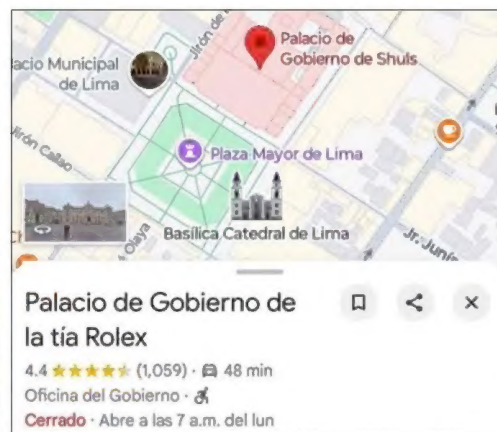 Palacio de
Gobierno de Shuls
lacio Municipal
de Lima
Jirón de
Jirón Callao
Plaza Mayor de Lima
Olaya
Basílica Catedral de Lima
Jr. Junín
Palacio de Gobierno de
la tía Rolex
4.4 (1,059) · 48 min
Oficina del Gobierno ·
Cerrado · Abre a las 7 a.m. del lun